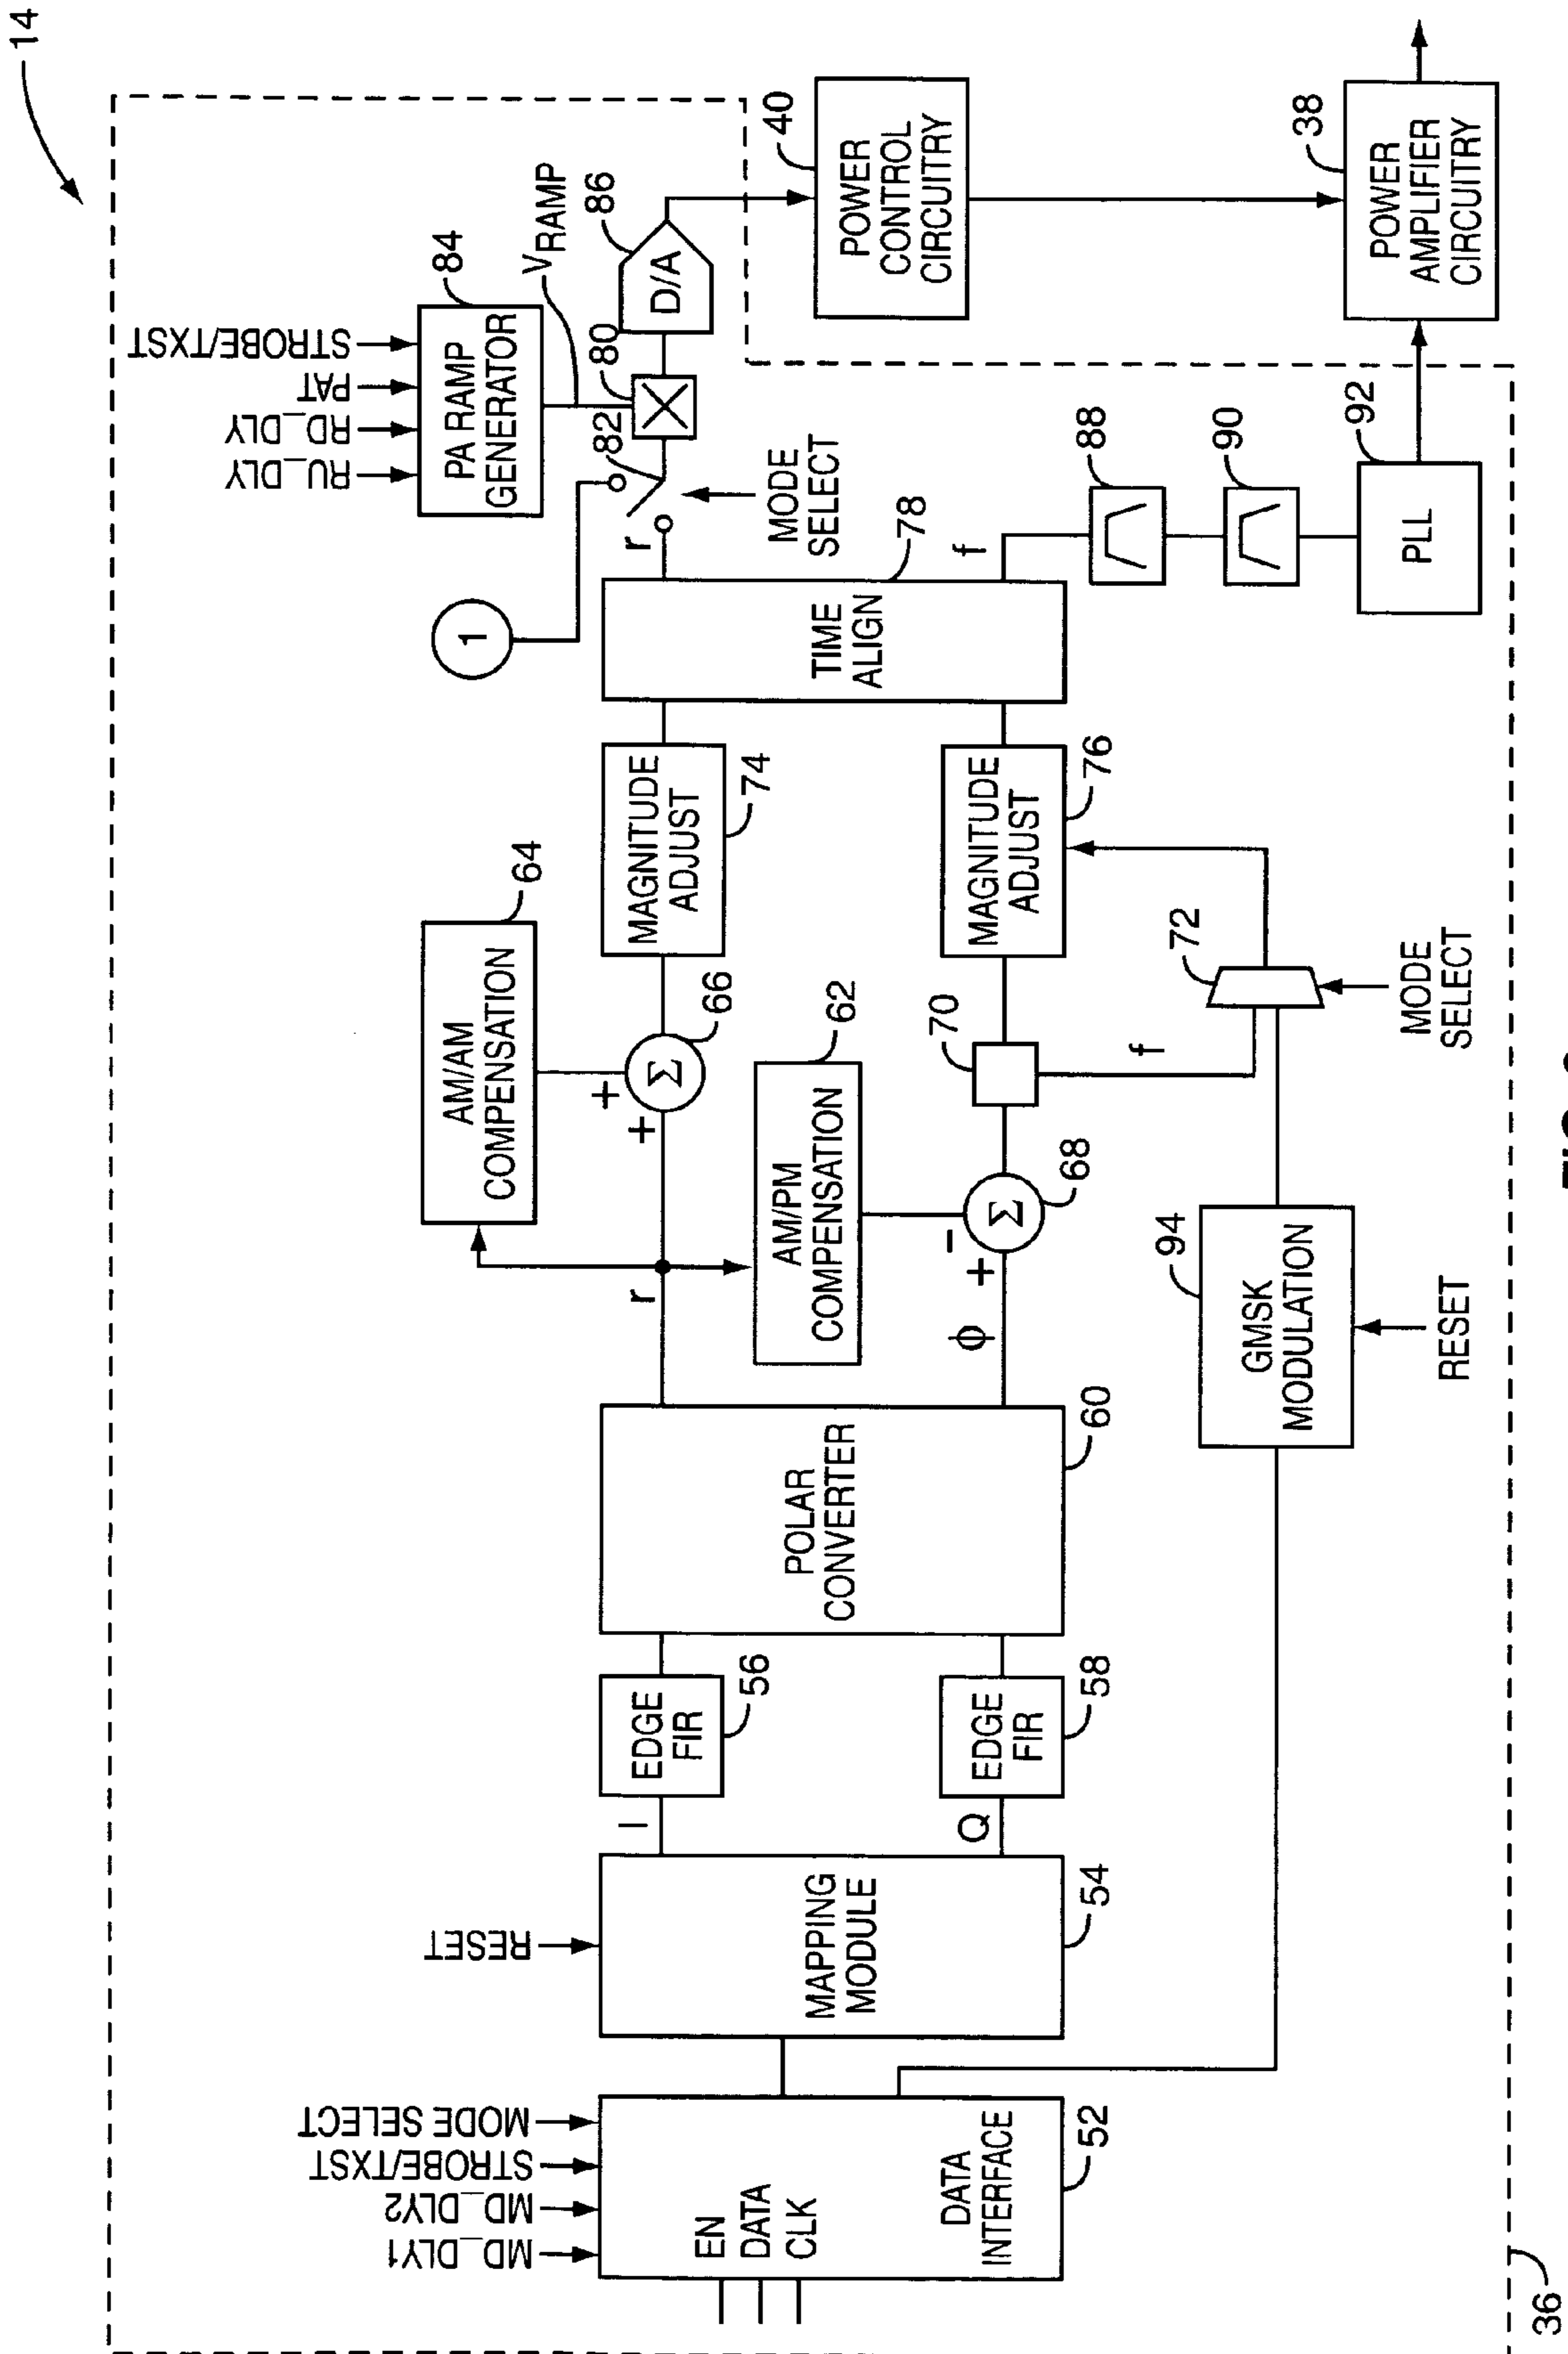 14
MODE SELECT
STROBE/TXST
MD_DLY2
MD_DLY1
EN
DATA
CLK
DATA
INTERFACE
52
RESET
MAPPING
MODULE
54
I
Q
EDGE
FIR
56
EDGE
FIR
58
POLAR
CONVERTER
60
r
ϕ
AM/AM
COMPENSATION
64
AM/PM
COMPENSATION
62
+
+
Σ
66
+
-
Σ
68
70
f
GMSK
MODULATION
94
RESET
72
MODE
SELECT
MAGNITUDE
ADJUST
74
MAGNITUDE
ADJUST
76
TIME
ALIGN
78
1
r
f
82
MODE
SELECT
RU_DLY
RD_DLY
PAT
STROBE/TXST
PA RAMP
GENERATOR
84
VRAMP
80
D/A
86
88
90
PLL
92
POWER
CONTROL
CIRCUITRY
40
POWER
AMPLIFIER
CIRCUITRY
38
36